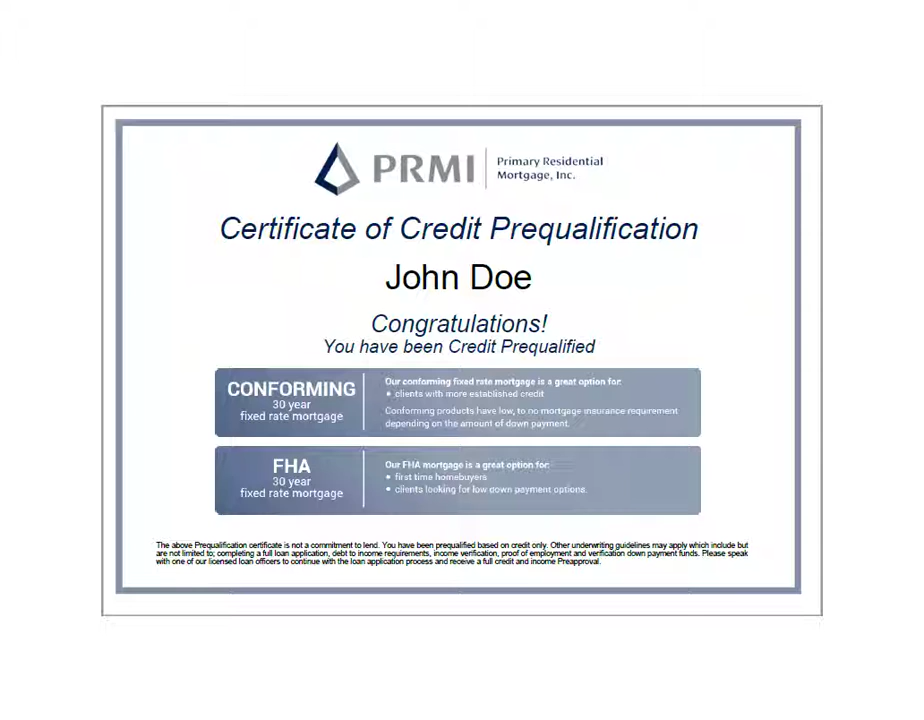 PRMI
Primary Residential
Mortgage, Inc.
Certificate of Credit Prequalification
John Doe
Congratulations!
You have been Credit Prequalified
CONFORMING
30 year
fixed rate mortgage
Our conforming fixed rate mortgage is a great option for:
• clients with more established credit
Conforming products have low, to no mortgage insurance requirement
depending on the amount of down payment.
FHA
30 year
fixed rate mortgage
Our FHA mortgage is a great option for:
• first time homebuyers
• clients looking for low down payment options.
The above Prequalification certificate is not a commitment to lend. You have been prequalified based on credit only. Other underwriting guidelines may apply which include but
are not limited to; completing a full loan application, debt to income requirements, income verification, proof of employment and verification down payment funds. Please speak
with one of our licensed loan officers to continue with the loan application process and receive a full credit and income Preapproval.